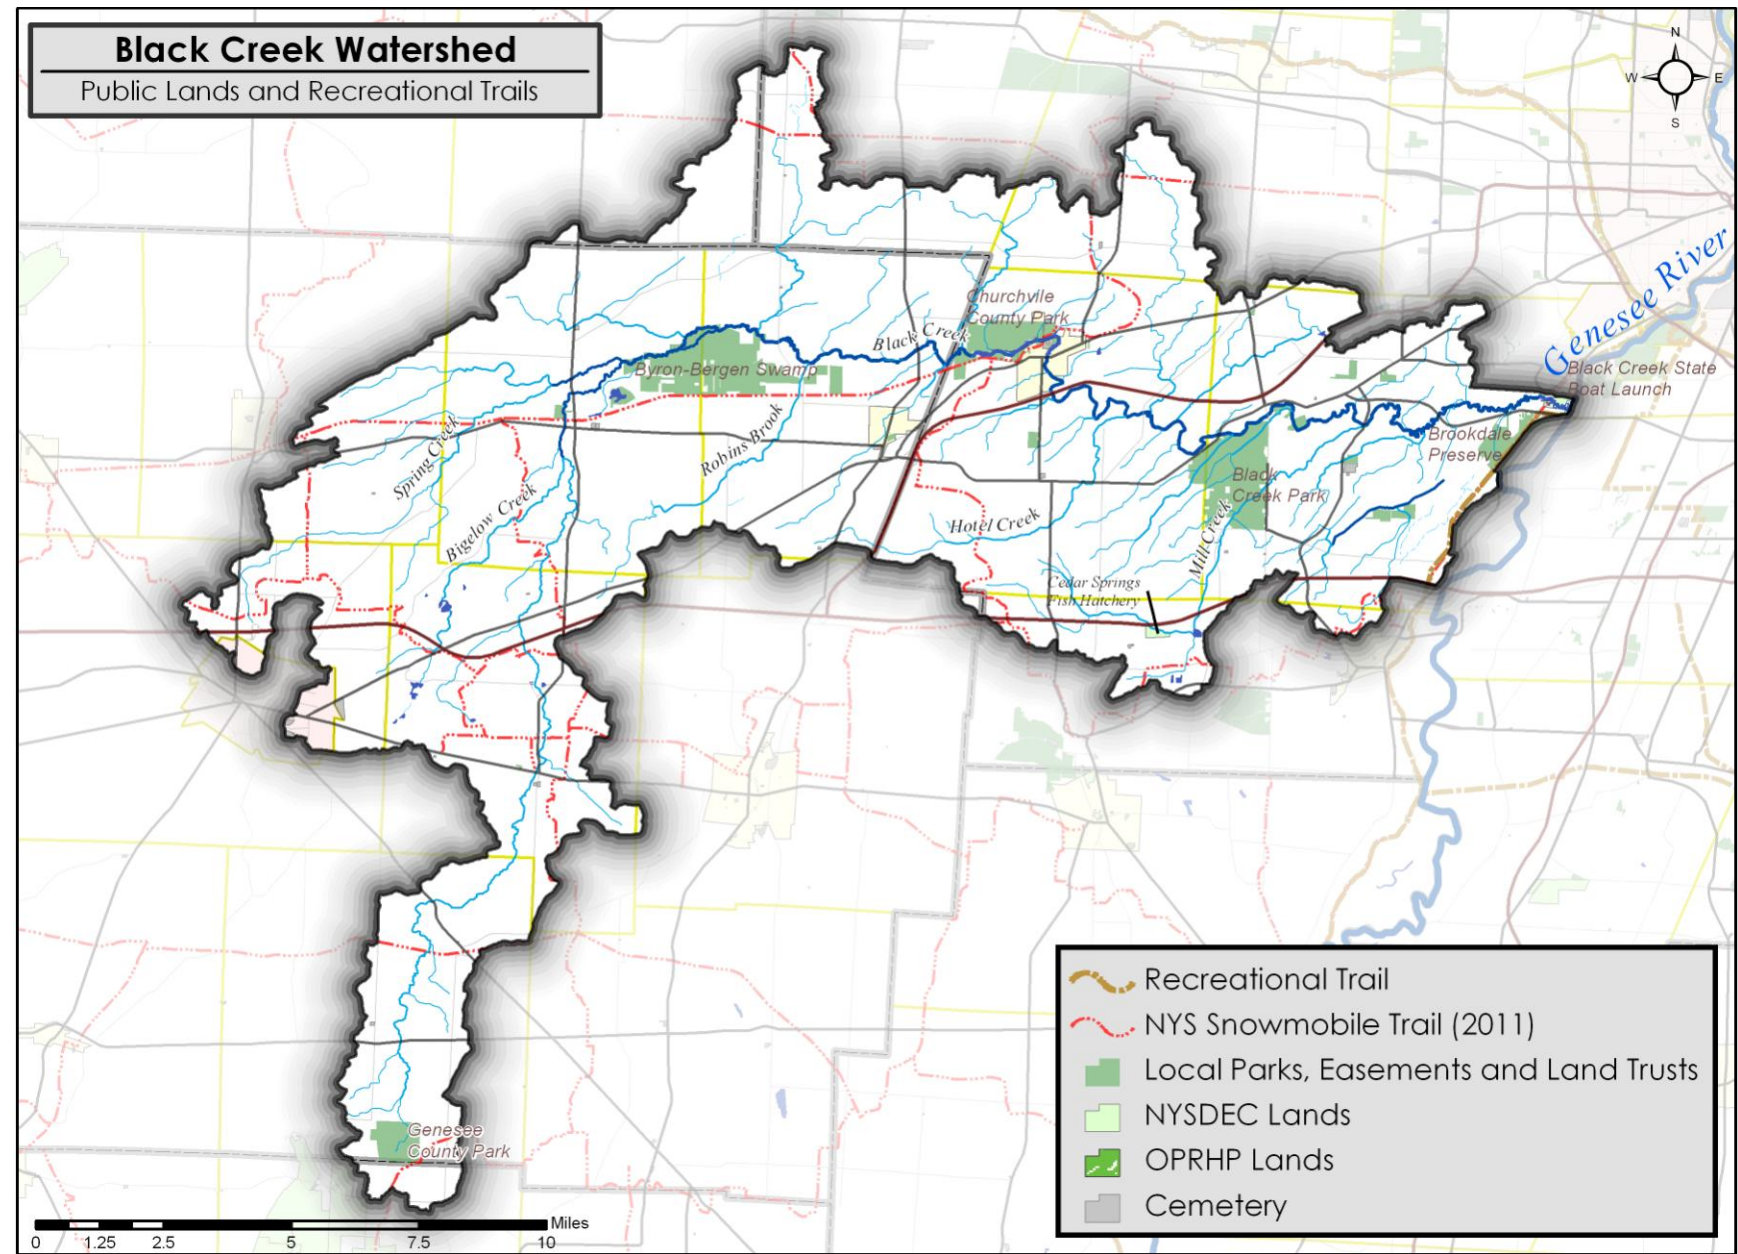 Black Creek Watershed
Public Lands and Recreational Trails
N
W
E
S
Genesee River
Churchvile
County Park
Black Creek
Byron-Bergen Swamp
Black Creek State
Boat Launch
Brookdale
Preserve
Spring Creek
Robins Brook
Bigelow Creek
Black
Creek Park
Hotel Creek
Mill Creek
Cedar Springs
Fish Hatchery
Genesee
County Park
Recreational Trail
NYS Snowmobile Trail (2011)
Local Parks, Easements and Land Trusts
NYSDEC Lands
OPRHP Lands
Cemetery
Miles
0 1.25 2.5 5 7.5 10